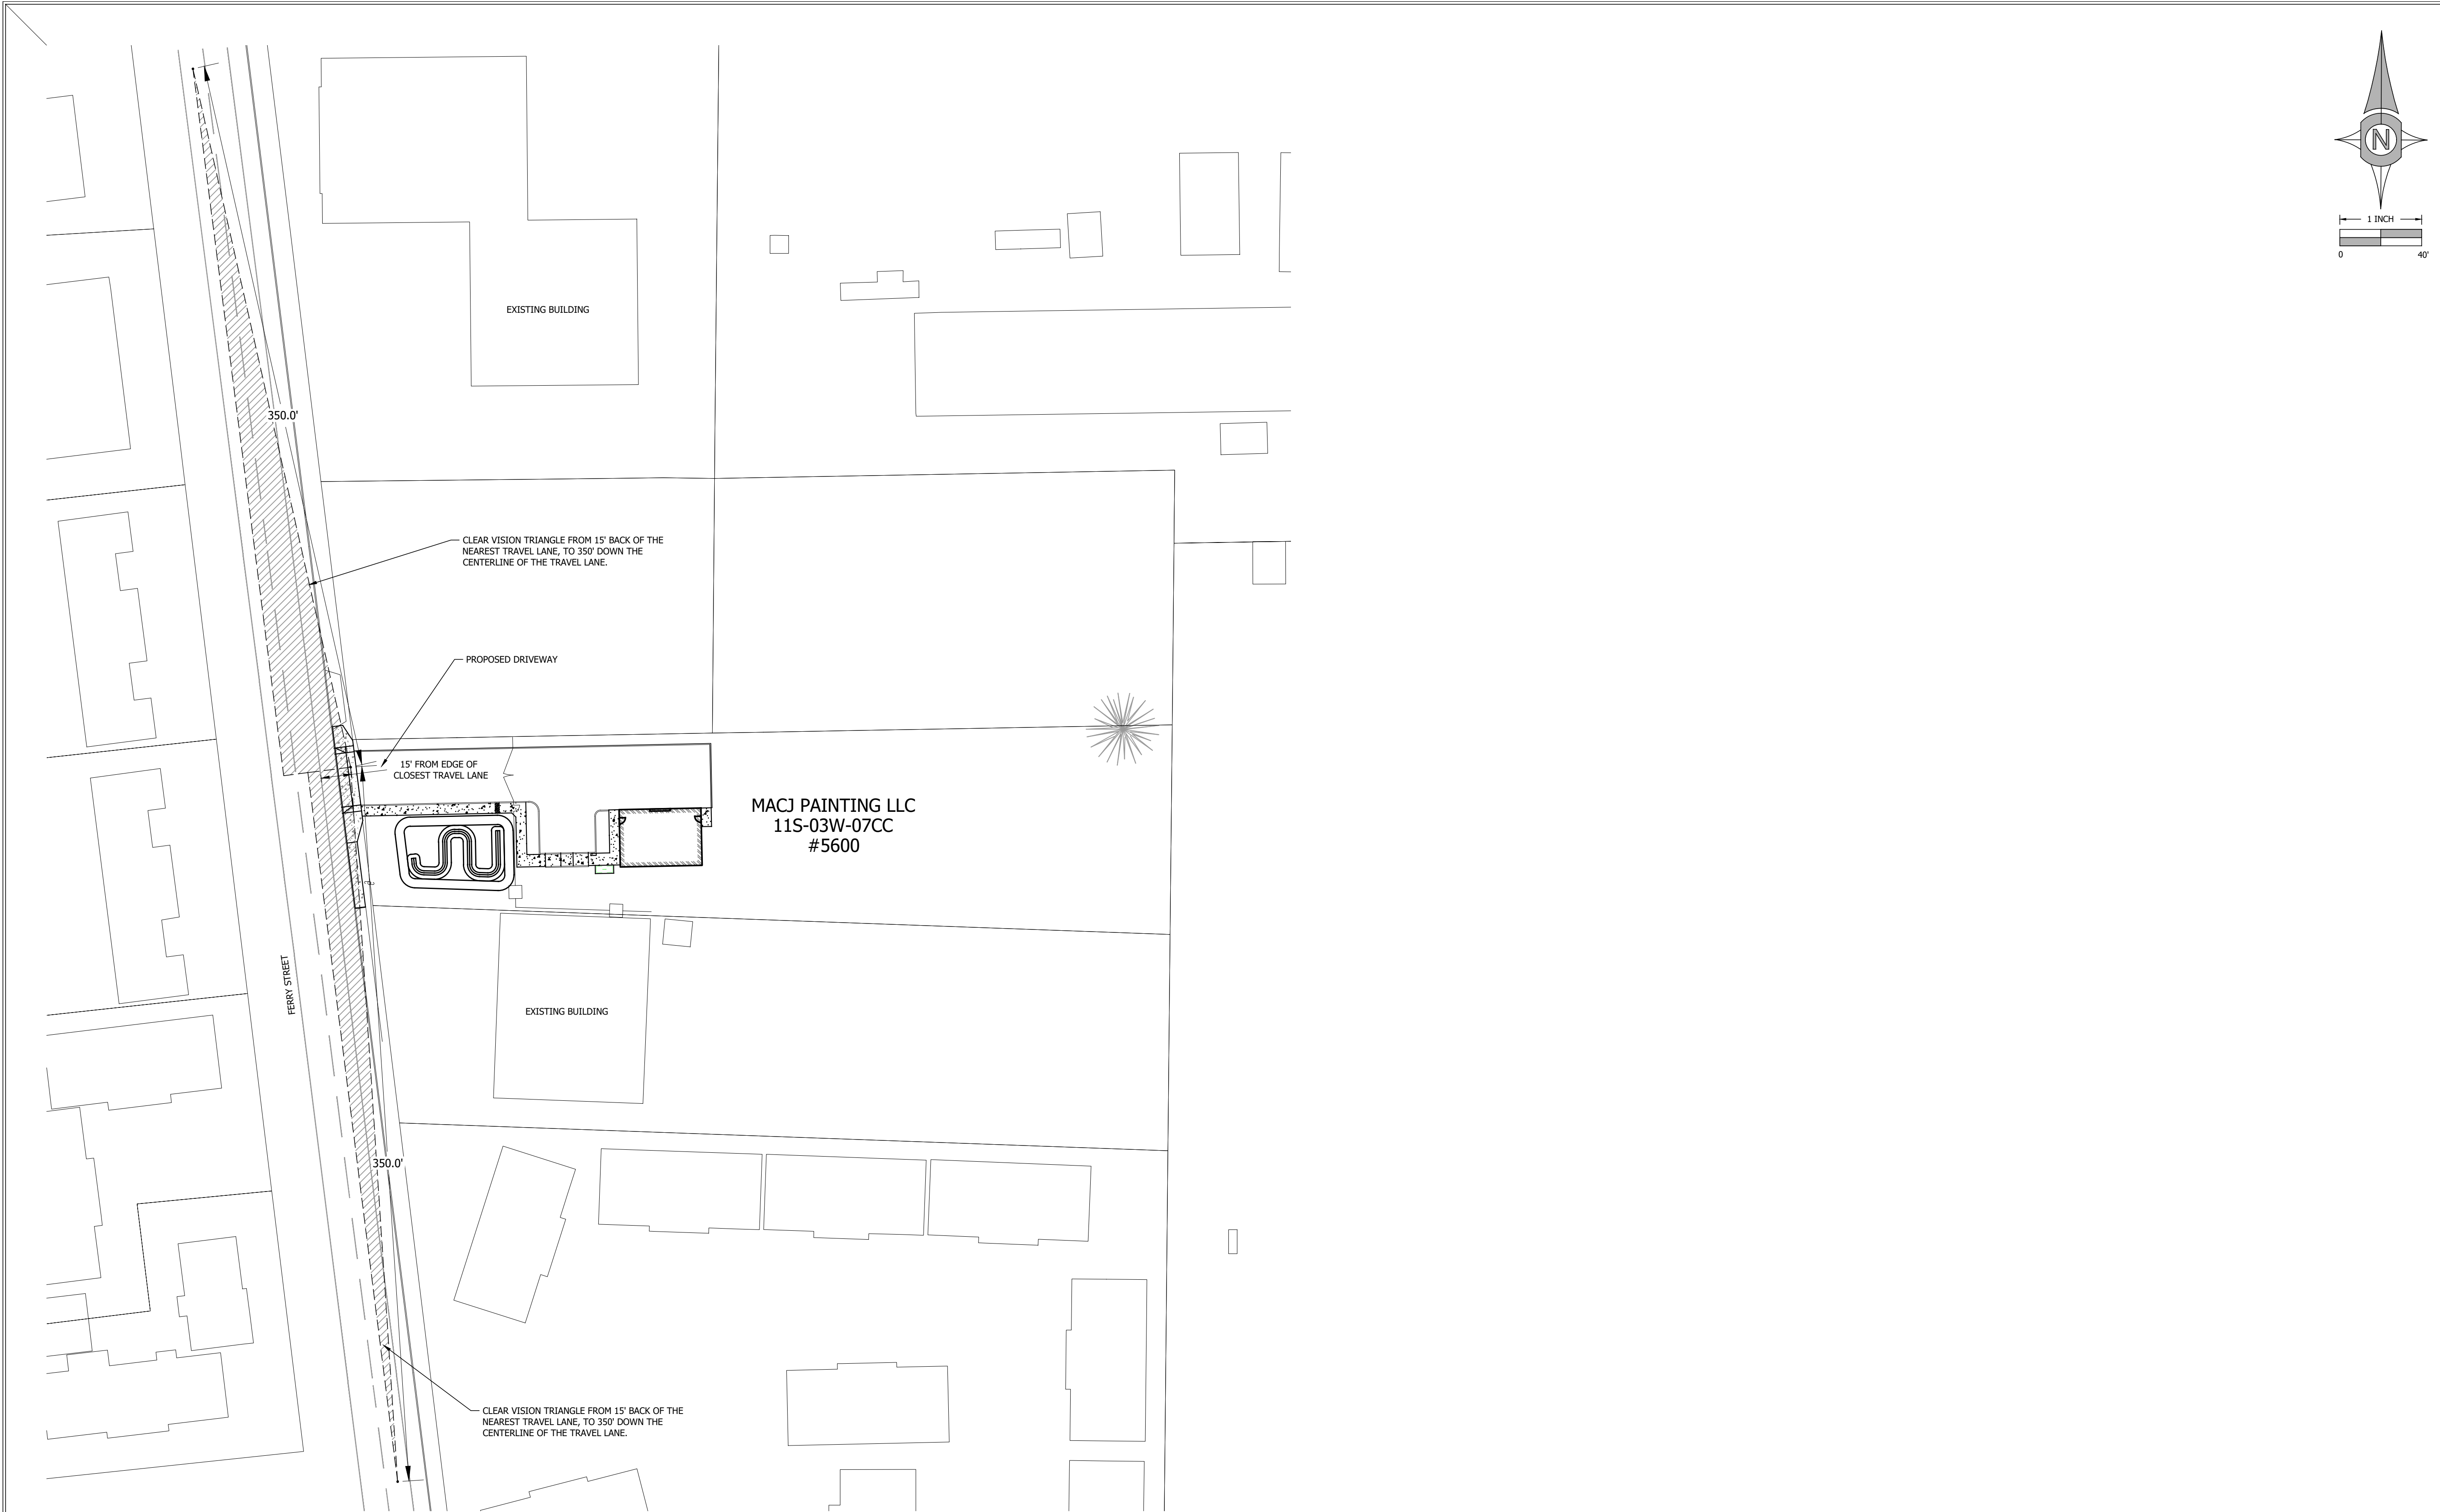 N
1 INCH
0 40'
EXISTING BUILDING
350.0'
CLEAR VISION TRIANGLE FROM 15' BACK OF THE
NEAREST TRAVEL LANE, TO 350' DOWN THE
CENTERLINE OF THE TRAVEL LANE.
PROPOSED DRIVEWAY
15' FROM EDGE OF
CLOSEST TRAVEL LANE
MACJ PAINTING LLC
11S-03W-07CC
#5600
FERRY STREET
EXISTING BUILDING
350.0'
CLEAR VISION TRIANGLE FROM 15' BACK OF THE
NEAREST TRAVEL LANE, TO 350' DOWN THE
CENTERLINE OF THE TRAVEL LANE.